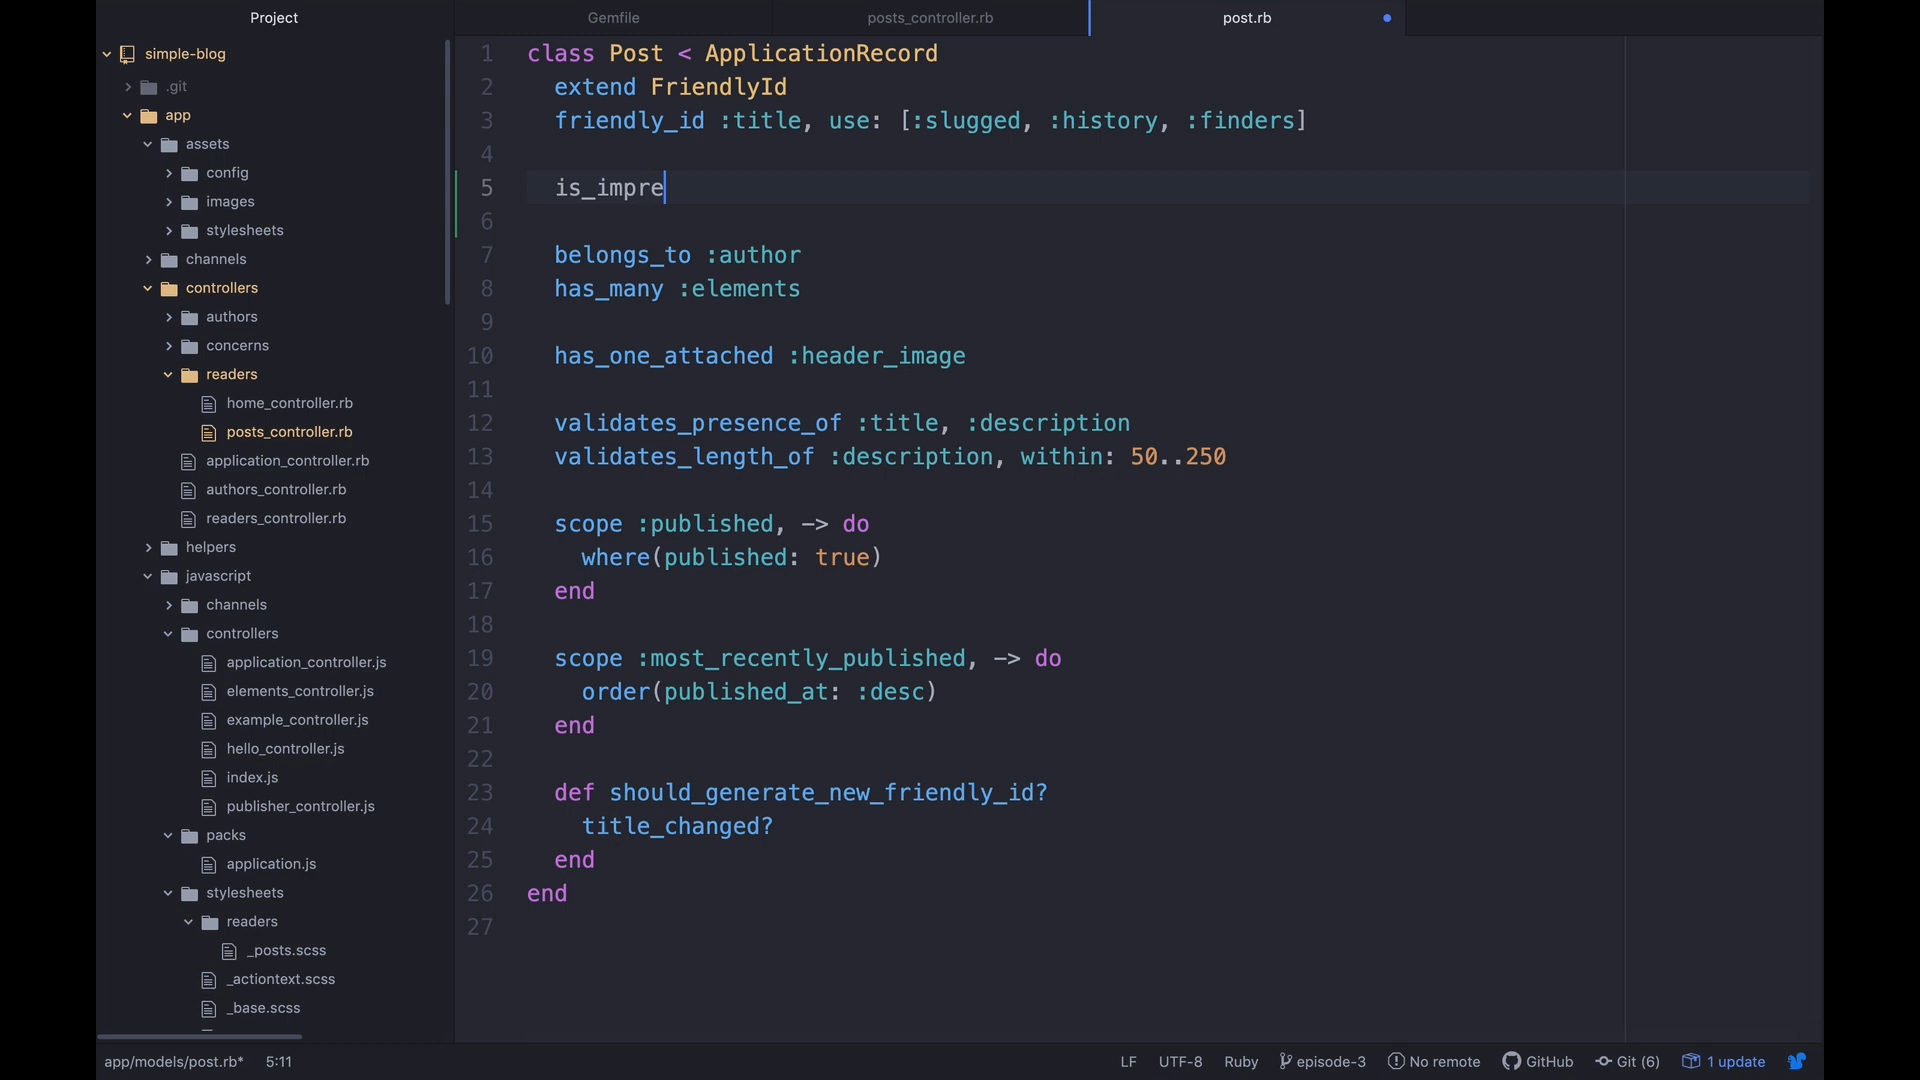 Project
Gemfile
posts_controller.rb
post.rb
simple-blog
.git
app
assets
config
images
stylesheets
channels
controllers
authors
concerns
readers
home_controller.rb
posts_controller.rb
application_controller.rb
authors_controller.rb
readers_controller.rb
helpers
javascript
channels
controllers
application_controller.js
elements_controller.js
example_controller.js
hello_controller.js
index.js
publisher_controller.js
packs
application.js
stylesheets
readers
_posts.scss
_actiontext.scss
_base.scss
1 class Post < ApplicationRecord
2   extend FriendlyId
3   friendly_id :title, use: [:slugged, :history, :finders]
4
5   is_impre
6
7   belongs_to :author
8   has_many :elements
9
10   has_one_attached :header_image
11
12   validates_presence_of :title, :description
13   validates_length_of :description, within: 50..250
14
15   scope :published, -> do
16     where(published: true)
17   end
18
19   scope :most_recently_published, -> do
20     order(published_at: :desc)
21   end
22
23   def should_generate_new_friendly_id?
24     title_changed?
25   end
26 end
27
app/models/post.rb* 5:11 LF UTF-8 Ruby episode-3 No remote GitHub Git (6) 1 update